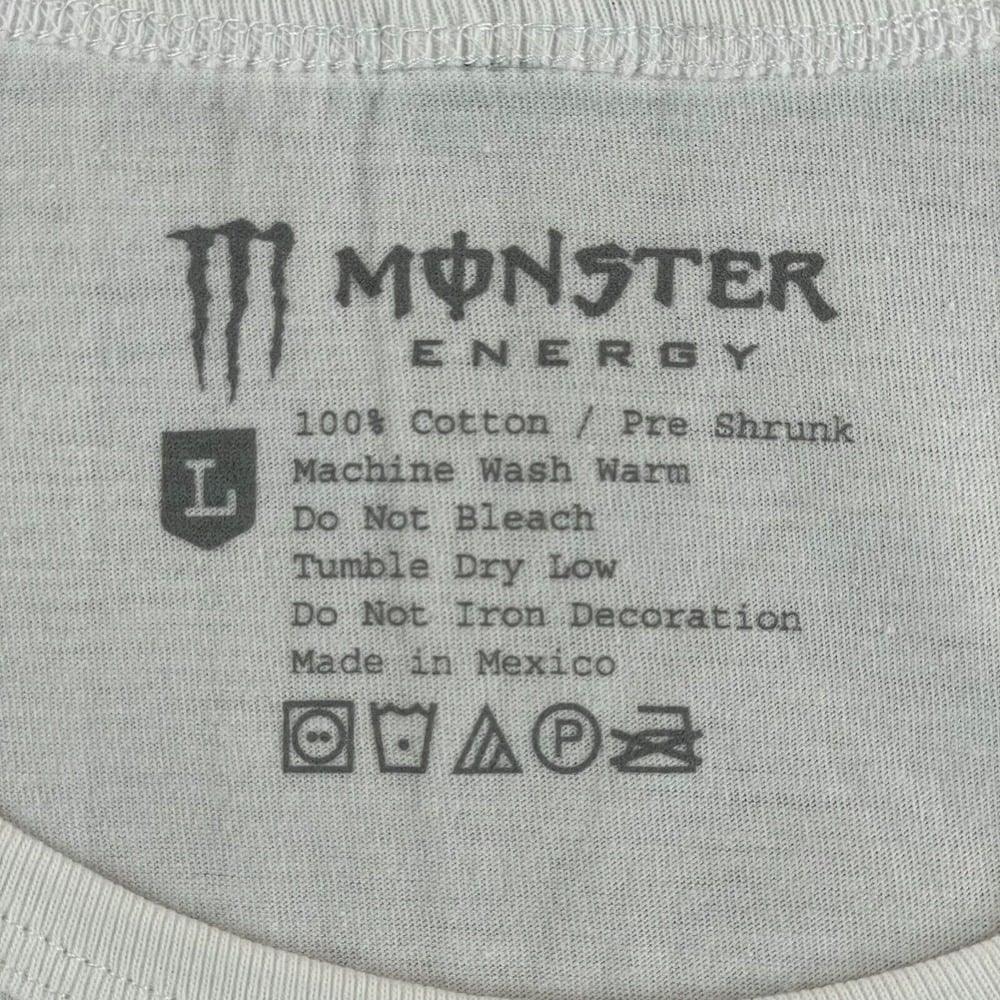 MONSTER
ENERGY
L
100% Cotton / Pre Shrunk
Machine Wash Warm
Do Not Bleach
Tumble Dry Low
Do Not Iron Decoration
Made in Mexico
P